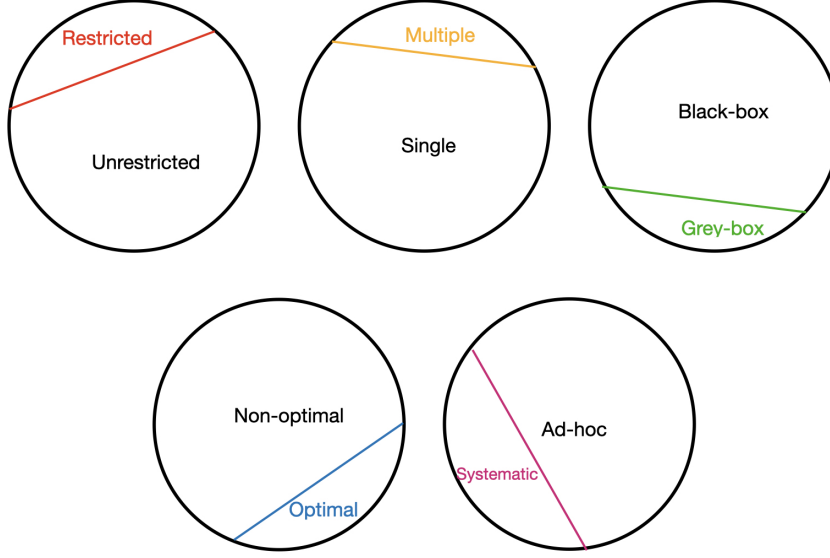 Restricted
Unrestricted
Multiple
Single
Black-box
Grey-box
Non-optimal
Optimal
Ad-hoc
Systematic